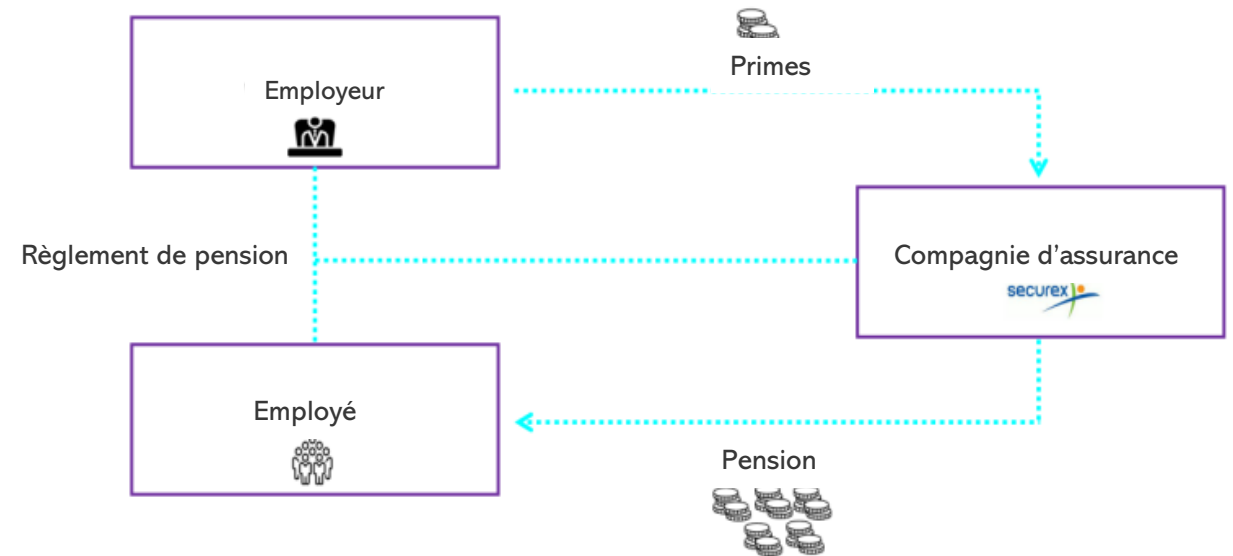 Primes
Employeur
Règlement de pension
Compagnie d'assurance
securex
Employé
Pension